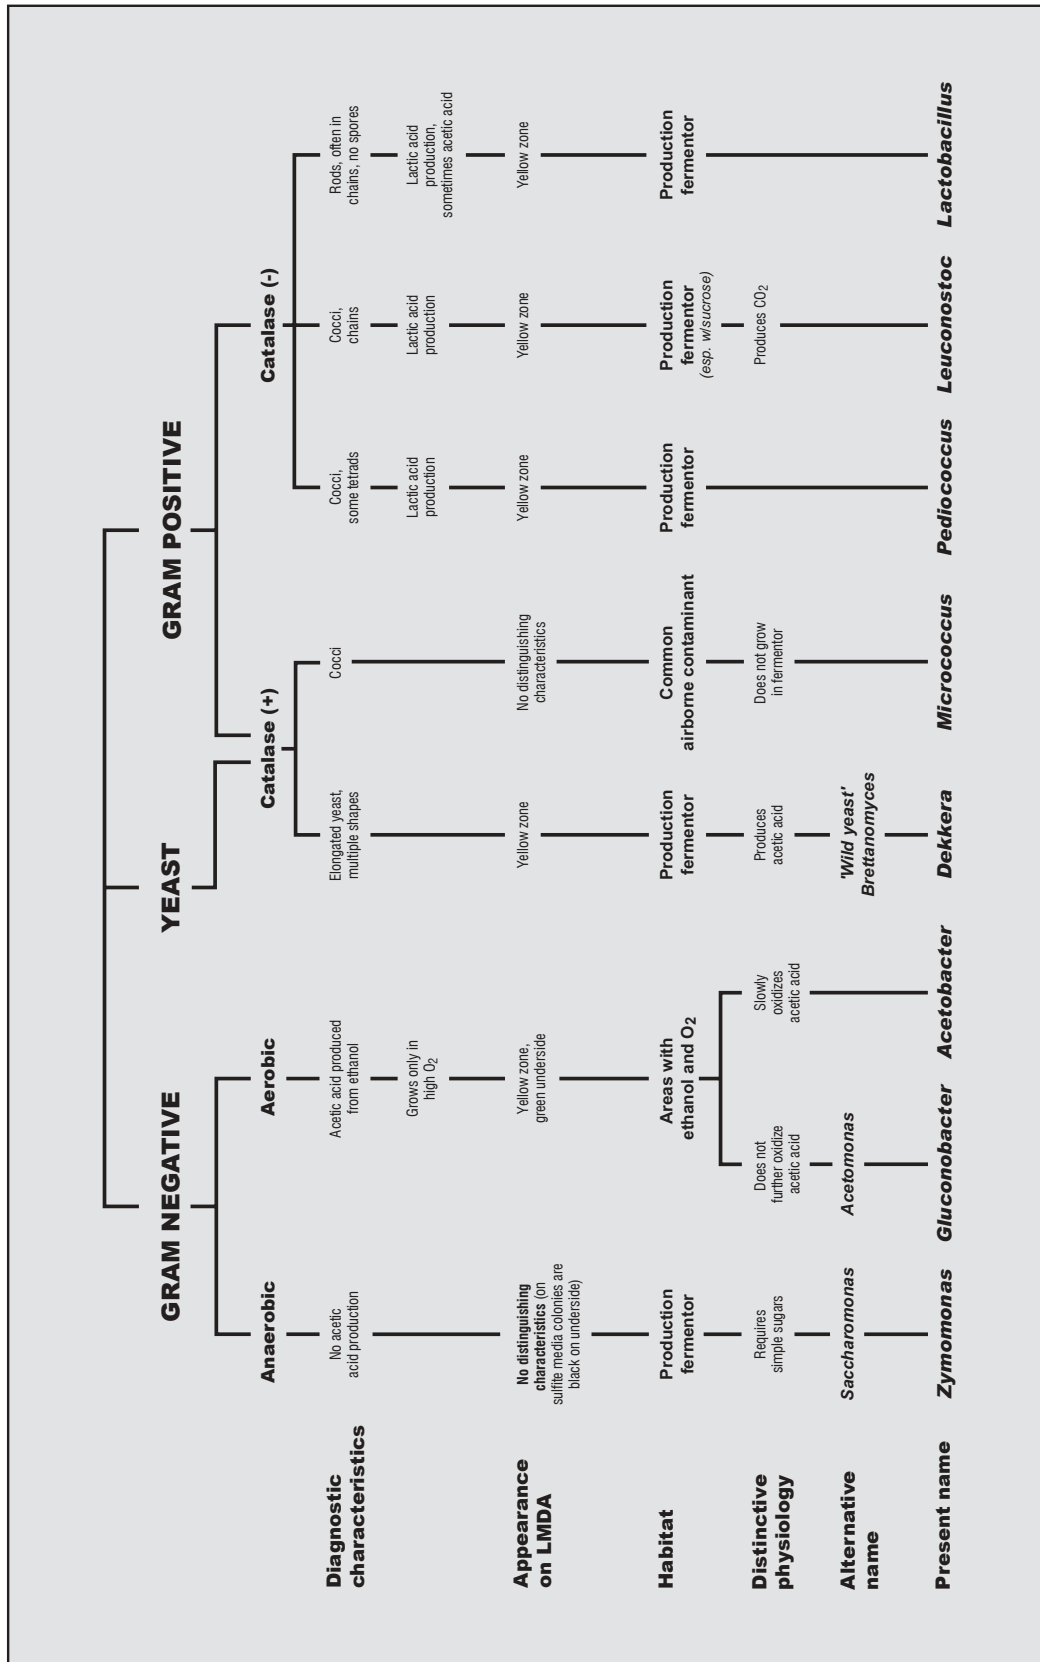 GRAM NEGATIVE
YEAST
GRAM POSITIVE
Anaerobic
Aerobic
Catalase (+)
Catalase (-)
Diagnostic
characteristics
No acetic
acid production
Acetic acid produced
from ethanol
Grows only in
high O2
Elongated yeast,
multiple shapes
Cocci
Cocci,
some tetrads
Lactic acid
production
Cocci,
chains
Lactic acid
production
Rods, often in
chains, no spores
Lactic acid
production,
sometimes acetic acid
Appearance
on LMDA
No distinguishing
characteristics (on
sulfite media colonies are
black on underside)
Yellow zone,
green underside
Yellow zone
No distinguishing
characteristics
Yellow zone
Yellow zone
Yellow zone
Habitat
Production
fermentor
Areas with
ethanol and O2
Production
fermentor
Common
airborne contaminant
Production
fermentor
Production
fermentor
(esp. w/sucrose)
Production
fermentor
Distinctive
physiology
Requires
simple sugars
Does not
further oxidize
acetic acid
Slowly
oxidizes
acetic acid
Produces
acetic acid
Does not grow
in fermentor
Produces CO2
Alternative
name
Saccharomonas
Acetomonas
'Wild yeast'
Brettanomyces
Present name
Zymomonas
Gluconobacter
Acetobacter
Dekkera
Micrococcus
Pediococcus
Leuconostoc
Lactobacillus